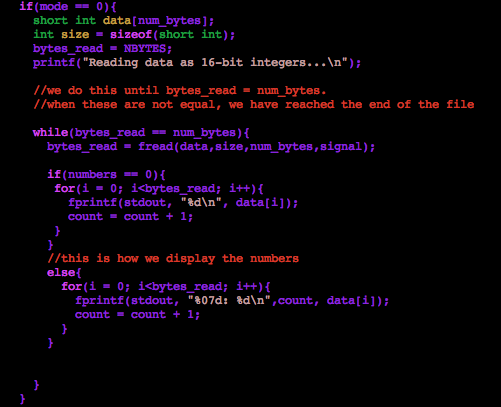 if(mode == 0){
short int data[num_bytes];
int size = sizeof(short int);
bytes_read = NBYTES;
printf("Reading data as 16-bit integers...\n");
//we do this until bytes_read = num_bytes.
//when these are not equal, we have reached the end of the file
while(bytes_read == num_bytes){
bytes_read = fread(data,size,num_bytes,signal);
if(numbers == 0){
for(i = 0; i<bytes_read; i++){
fprintf(stdout, "%d\n", data[i]);
count = count + 1;
}
}
//this is how we display the numbers
else{
for(i = 0; i<bytes_read; i++){
fprintf(stdout, "%07d: %d\n",count, data[i]);
count = count + 1;
}
}
}
}